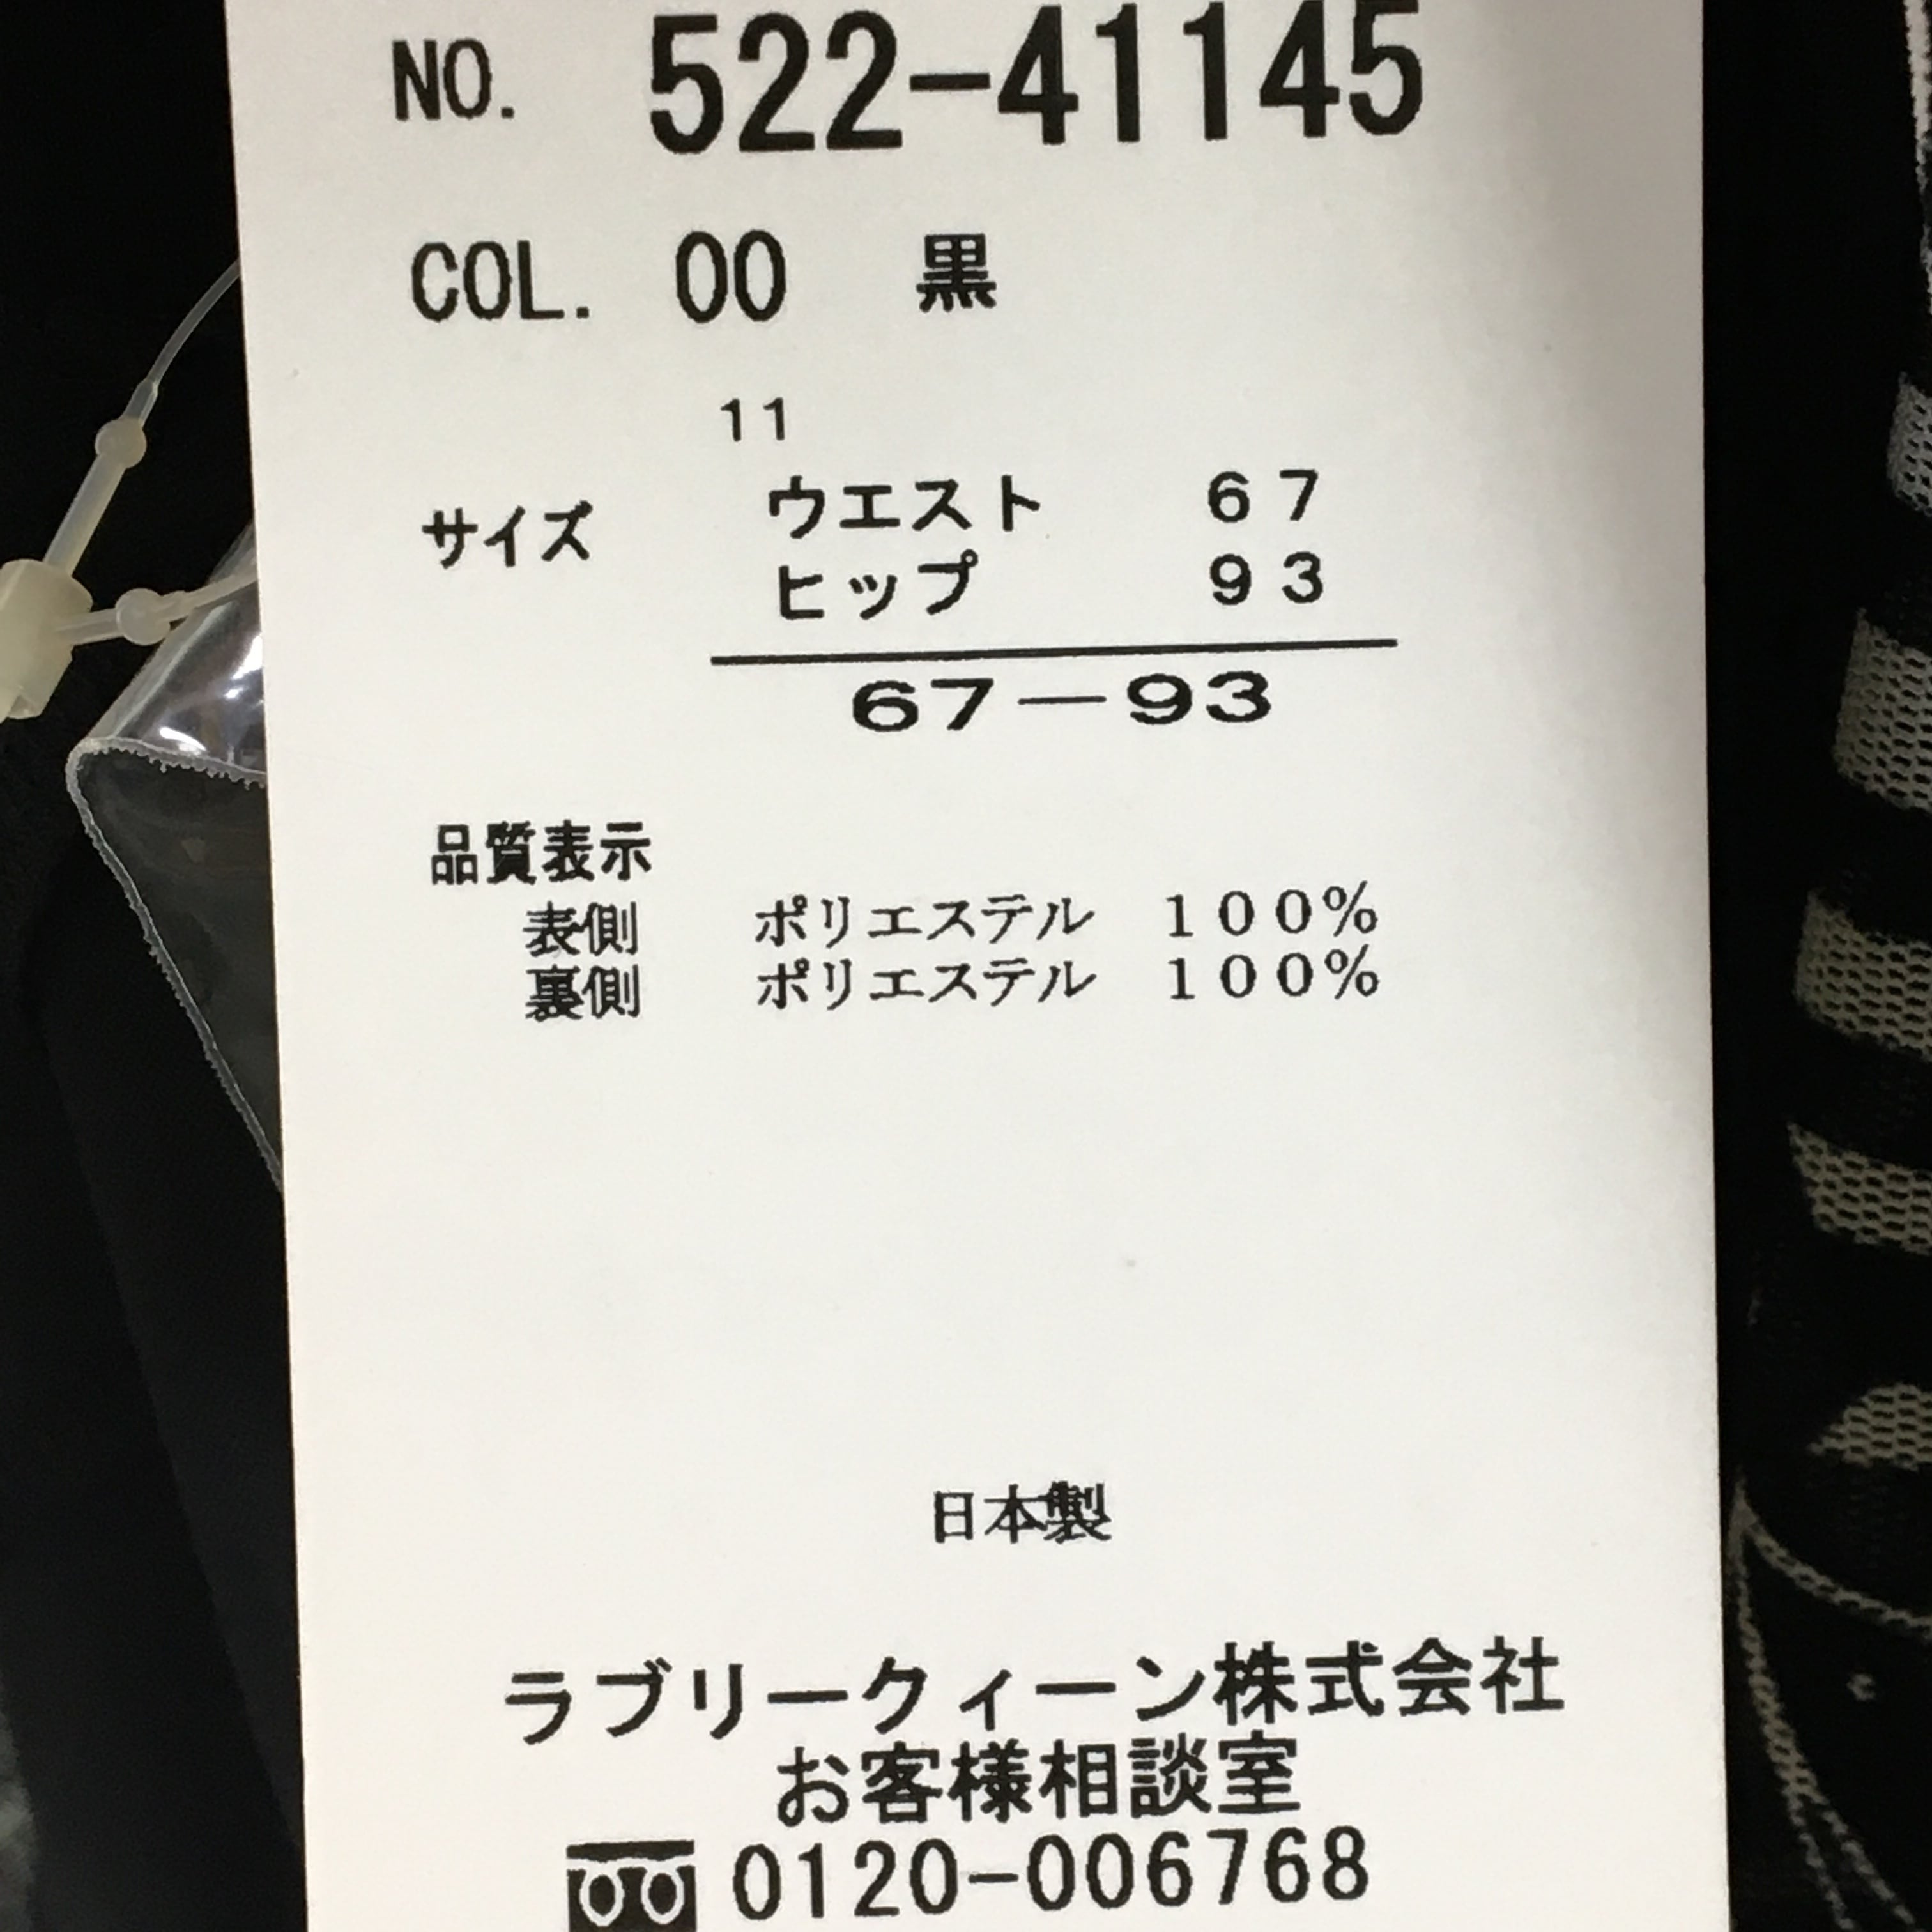 NO. 522-41145
COL. 00 黒
11
サイズ ウエスト 67
ヒップ 93
67-93
品質表示
表側 ポリエステル 100%
裏側 ポリエステル 100%
日本製
ラブリークィーン株式会社
お客様相談室
0120-006768